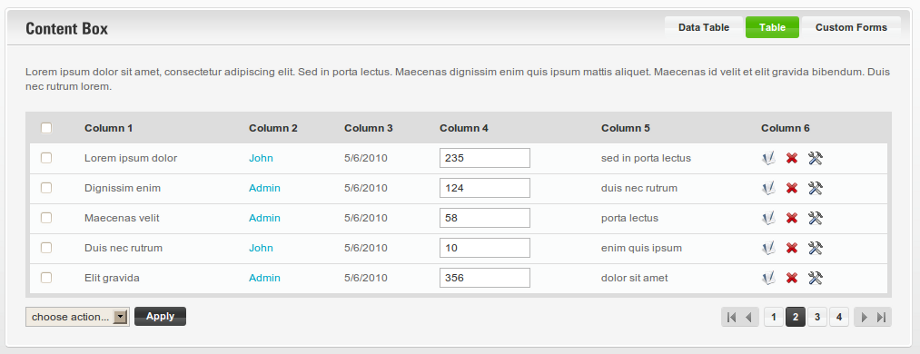 Content Box Data Table Table Custom Forms
Lorem ipsum dolor sit amet, consectetur adipiscing elit. Sed in porta lectus. Maecenas dignissim enim quis ipsum mattis aliquet. Maecenas id velit et elit gravida bibendum. Duis
nec rutrum lorem.
Column 1 Column 2 Column 3 Column 4 Column 5 Column 6
Lorem ipsum dolor John 5/6/2010 235 sed in porta lectus
Dignissim enim Admin 5/6/2010 124 duis nec rutrum
Maecenas velit Admin 5/6/2010 58 porta lectus
Duis nec rutrum John 5/6/2010 10 enim quis ipsum
Elit gravida Admin 5/6/2010 356 dolor sit amet
choose action... Apply 1 2 3 4